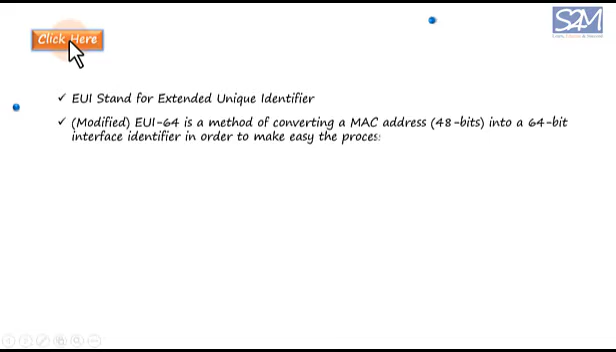 S2M
Click Here
✓ EUI Stand for Extended Unique Identifier
✓ (Modified) EUI-64 is a method of converting a MAC address (48-bits) into a 64-bit
interface identifier in order to make easy the proces